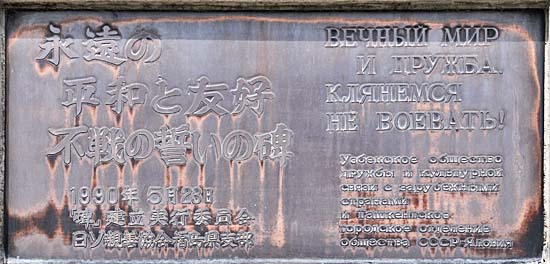 永遠の
平和と友好
不戦の誓いの碑
1990年5月23日
建立実行委員会
日ソ親善協会福島県支部
ВЕЧНЫЙ МИР
И ДРУЖБА.
КЛЯНЕМСЯ
НЕ ВОЕВАТЬ!
Узбекское общество
дружбы и культурной
связи с зарубежными
странами
и Ташкентское
городское отделение
общества СССР-Япония